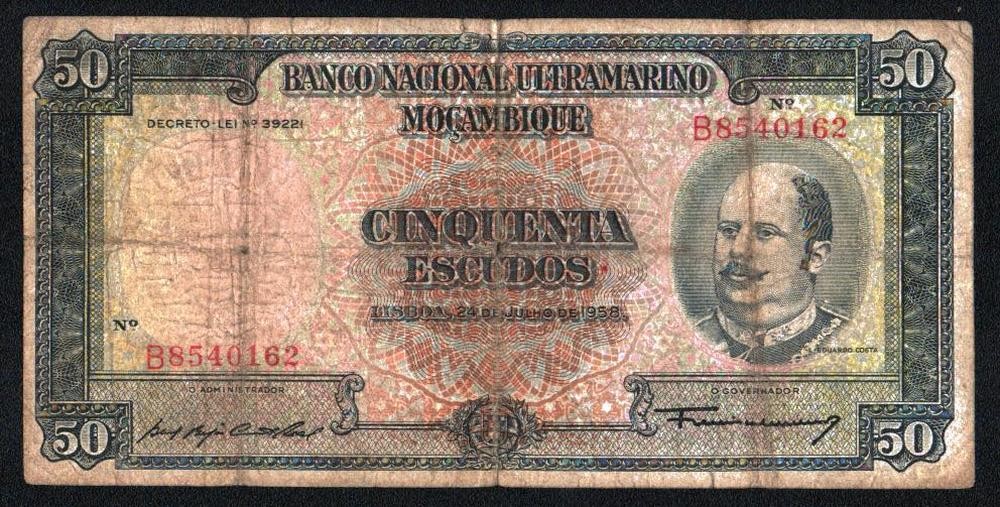 50 50
BANCO NACIONAL ULTRAMARINO
Nº
DECRETO-LEI Nº 39221
MOÇAMBIQUE
B8540162
CINQUENTA
ESCUDOS
LISBOA, 24 DE JULHO DE 1958.
Nº
B8540162
EDUARDO COSTA
O ADMINISTRADOR
O GOVERNADOR
50 50